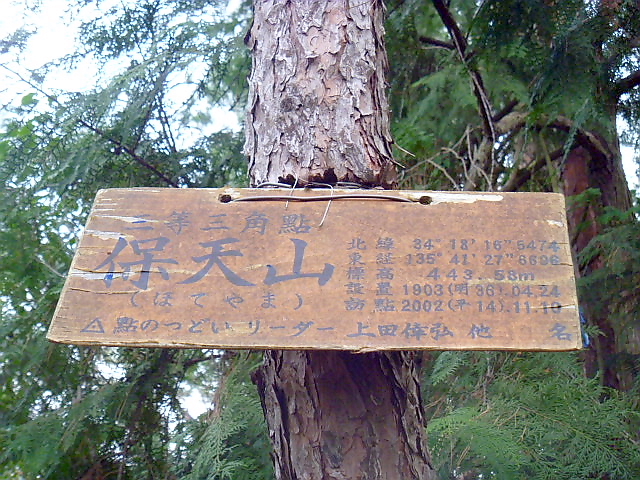 二等三角點
保天山
(ほてやま)
北緯 34°18'16"5474
東延 135°41'27"6696
標高 443.58m
設置 1903(明36).04.24
訪點 2002(平14).11.10
△點のつどい リーダー 上田倖弘 他 名